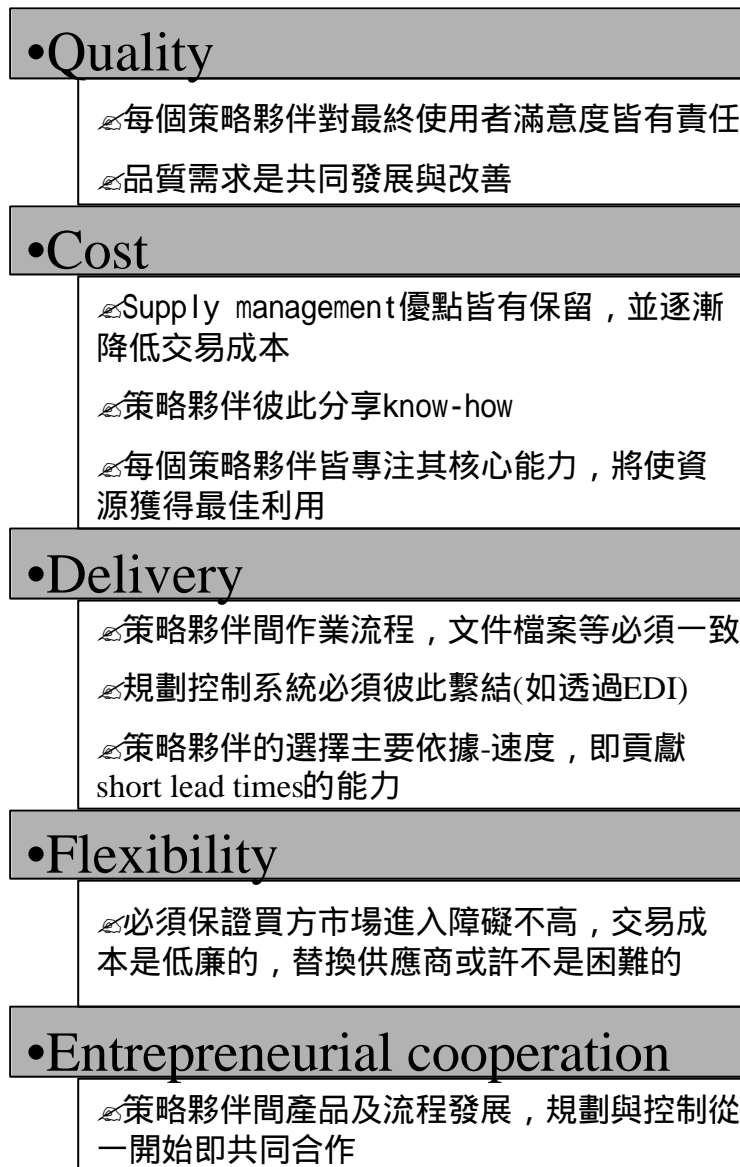 •Quality
✍每個策略夥伴對最終使用者滿意度皆有責任
✍品質需求是共同發展與改善
•Cost
✍Supply management優點皆有保留，並逐漸
降低交易成本
✍策略夥伴彼此分享know-how
✍每個策略夥伴皆專注其核心能力，將使資
源獲得最佳利用
•Delivery
✍策略夥伴間作業流程，文件檔案等必須一致
✍規劃控制系統必須彼此繫結(如透過EDI)
✍策略夥伴的選擇主要依據-速度，即貢獻
short lead times的能力
•Flexibility
✍必須保證買方市場進入障礙不高，交易成
本是低廉的，替換供應商或許不是困難的
•Entrepreneurial cooperation
✍策略夥伴間產品及流程發展，規劃與控制從
一開始即共同合作